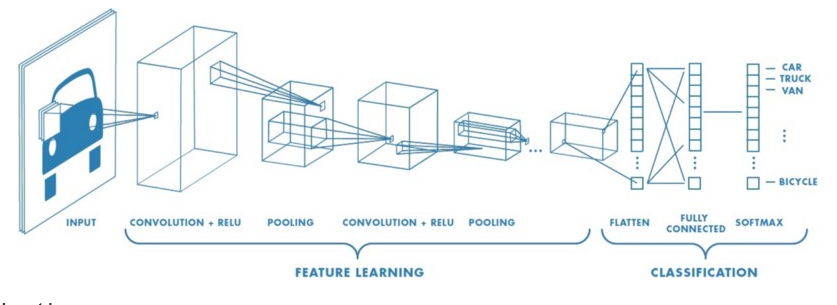 CAR
TRUCK
VAN
BICYCLE
INPUT
CONVOLUTION + RELU
POOLING
CONVOLUTION + RELU
POOLING
FLATTEN
FULLY
CONNECTED
SOFTMAX
FEATURE LEARNING
CLASSIFICATION